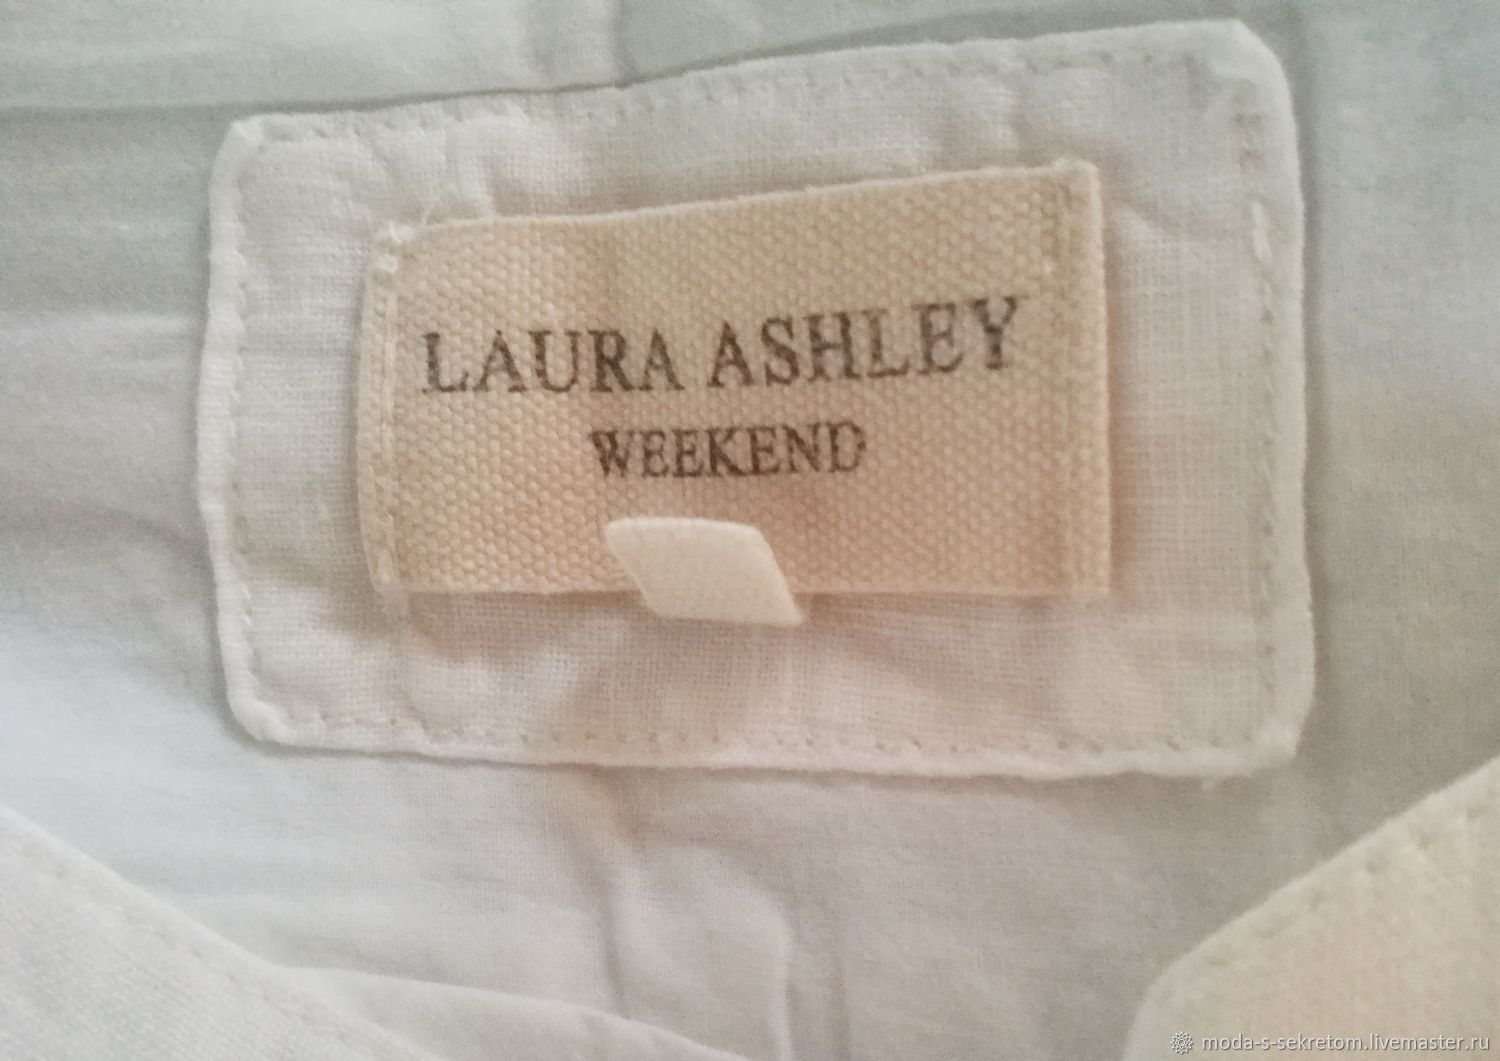 LAURA ASHLEY
WEEKEND
moda-s-sekretom.livemaster.ru